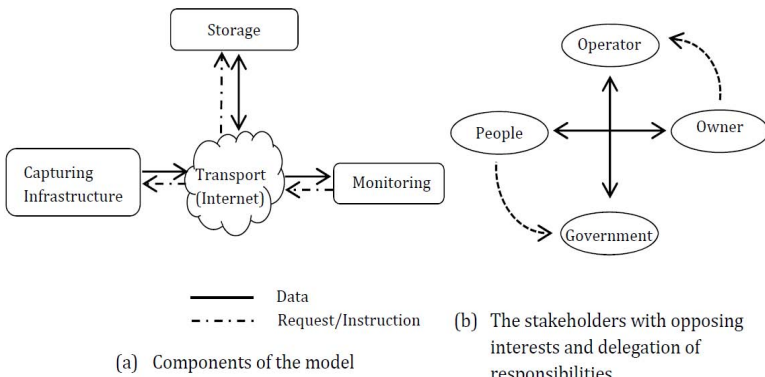 Storage
Capturing
Infrastructure
Transport
(Internet)
Monitoring
Data
Request/Instruction
(a) Components of the model
Operator
People
Owner
Government
(b) The stakeholders with opposing
interests and delegation of
responsibilities